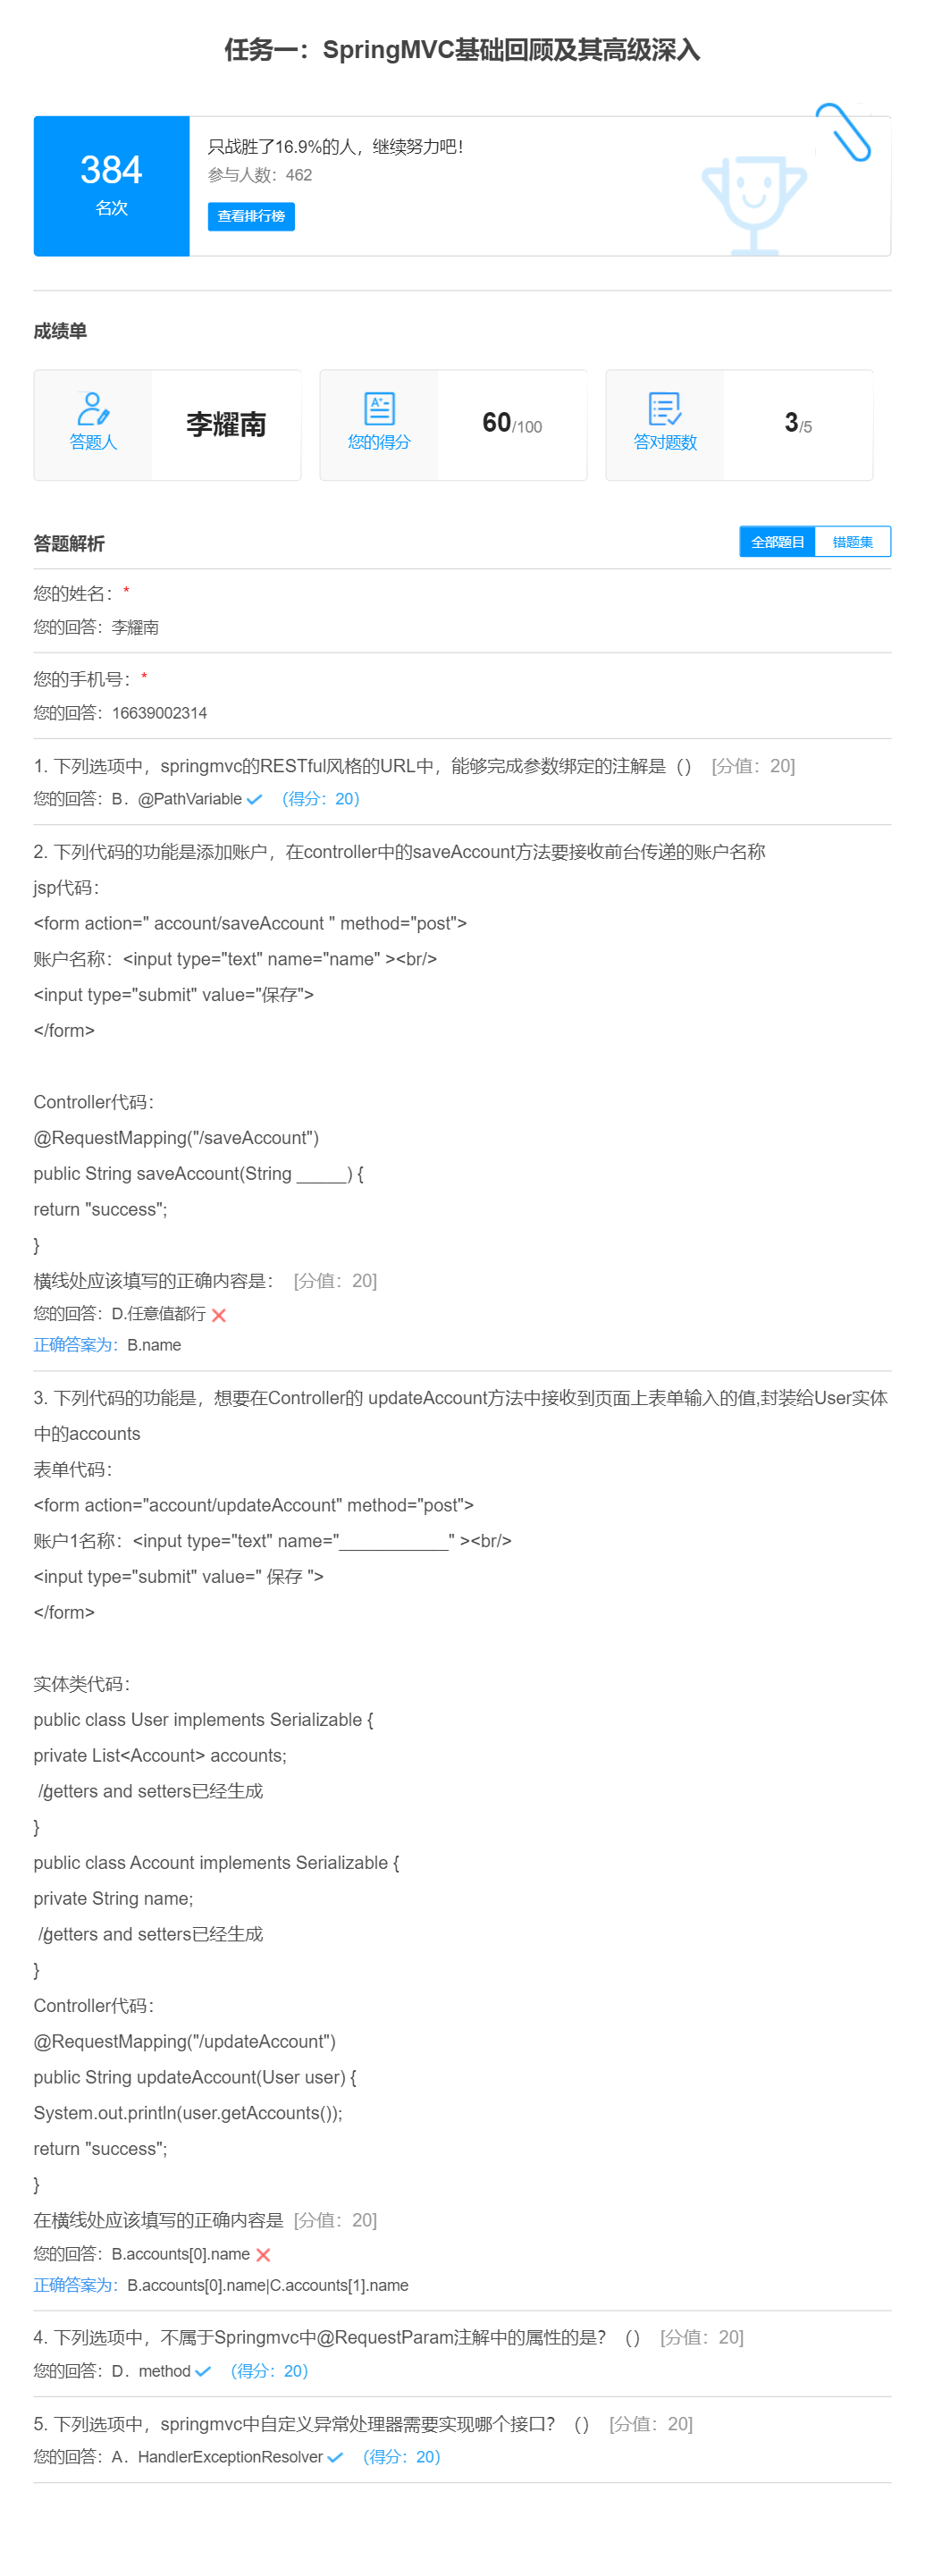 任务一：SpringMVC基础回顾及其高级深入
384
名次
只战胜了16.9%的人，继续努力吧！
参与人数：462
查看排行榜
成绩单
答题人
李耀南
您的得分
60/100
答对题数
3/5
答题解析
全部题目
错题集
您的姓名：*
您的回答：李耀南
您的手机号：*
您的回答：16639002314
1. 下列选项中，springmvc的RESTful风格的URL中，能够完成参数绑定的注解是（） [分值：20]
您的回答：B．@PathVariable （得分：20）
2. 下列代码的功能是添加账户，在controller中的saveAccount方法要接收前台传递的账户名称
jsp代码：
<form action=" account/saveAccount " method="post">
账户名称：<input type="text" name="name" ><br/>
<input type="submit" value="保存">
</form>
Controller代码：
@RequestMapping("/saveAccount")
public String saveAccount(String _____) {
return "success";
}
横线处应该填写的正确内容是： [分值：20]
您的回答：D.任意值都行
正确答案为：B.name
3. 下列代码的功能是，想要在Controller的 updateAccount方法中接收到页面上表单输入的值,封装给User实体
中的accounts
表单代码：
<form action="account/updateAccount" method="post">
账户1名称：<input type="text" name="___________" ><br/>
<input type="submit" value=" 保存 ">
</form>
实体类代码：
public class User implements Serializable {
private List<Account> accounts;
//getters and setters已经生成
}
public class Account implements Serializable {
private String name;
//getters and setters已经生成
}
Controller代码：
@RequestMapping("/updateAccount")
public String updateAccount(User user) {
System.out.println(user.getAccounts());
return "success";
}
在横线处应该填写的正确内容是 [分值：20]
您的回答：B.accounts[0].name
正确答案为：B.accounts[0].name|C.accounts[1].name
4. 下列选项中，不属于Springmvc中@RequestParam注解中的属性的是？（） [分值：20]
您的回答：D．method （得分：20）
5. 下列选项中，springmvc中自定义异常处理器需要实现哪个接口？（） [分值：20]
您的回答：A．HandlerExceptionResolver （得分：20）